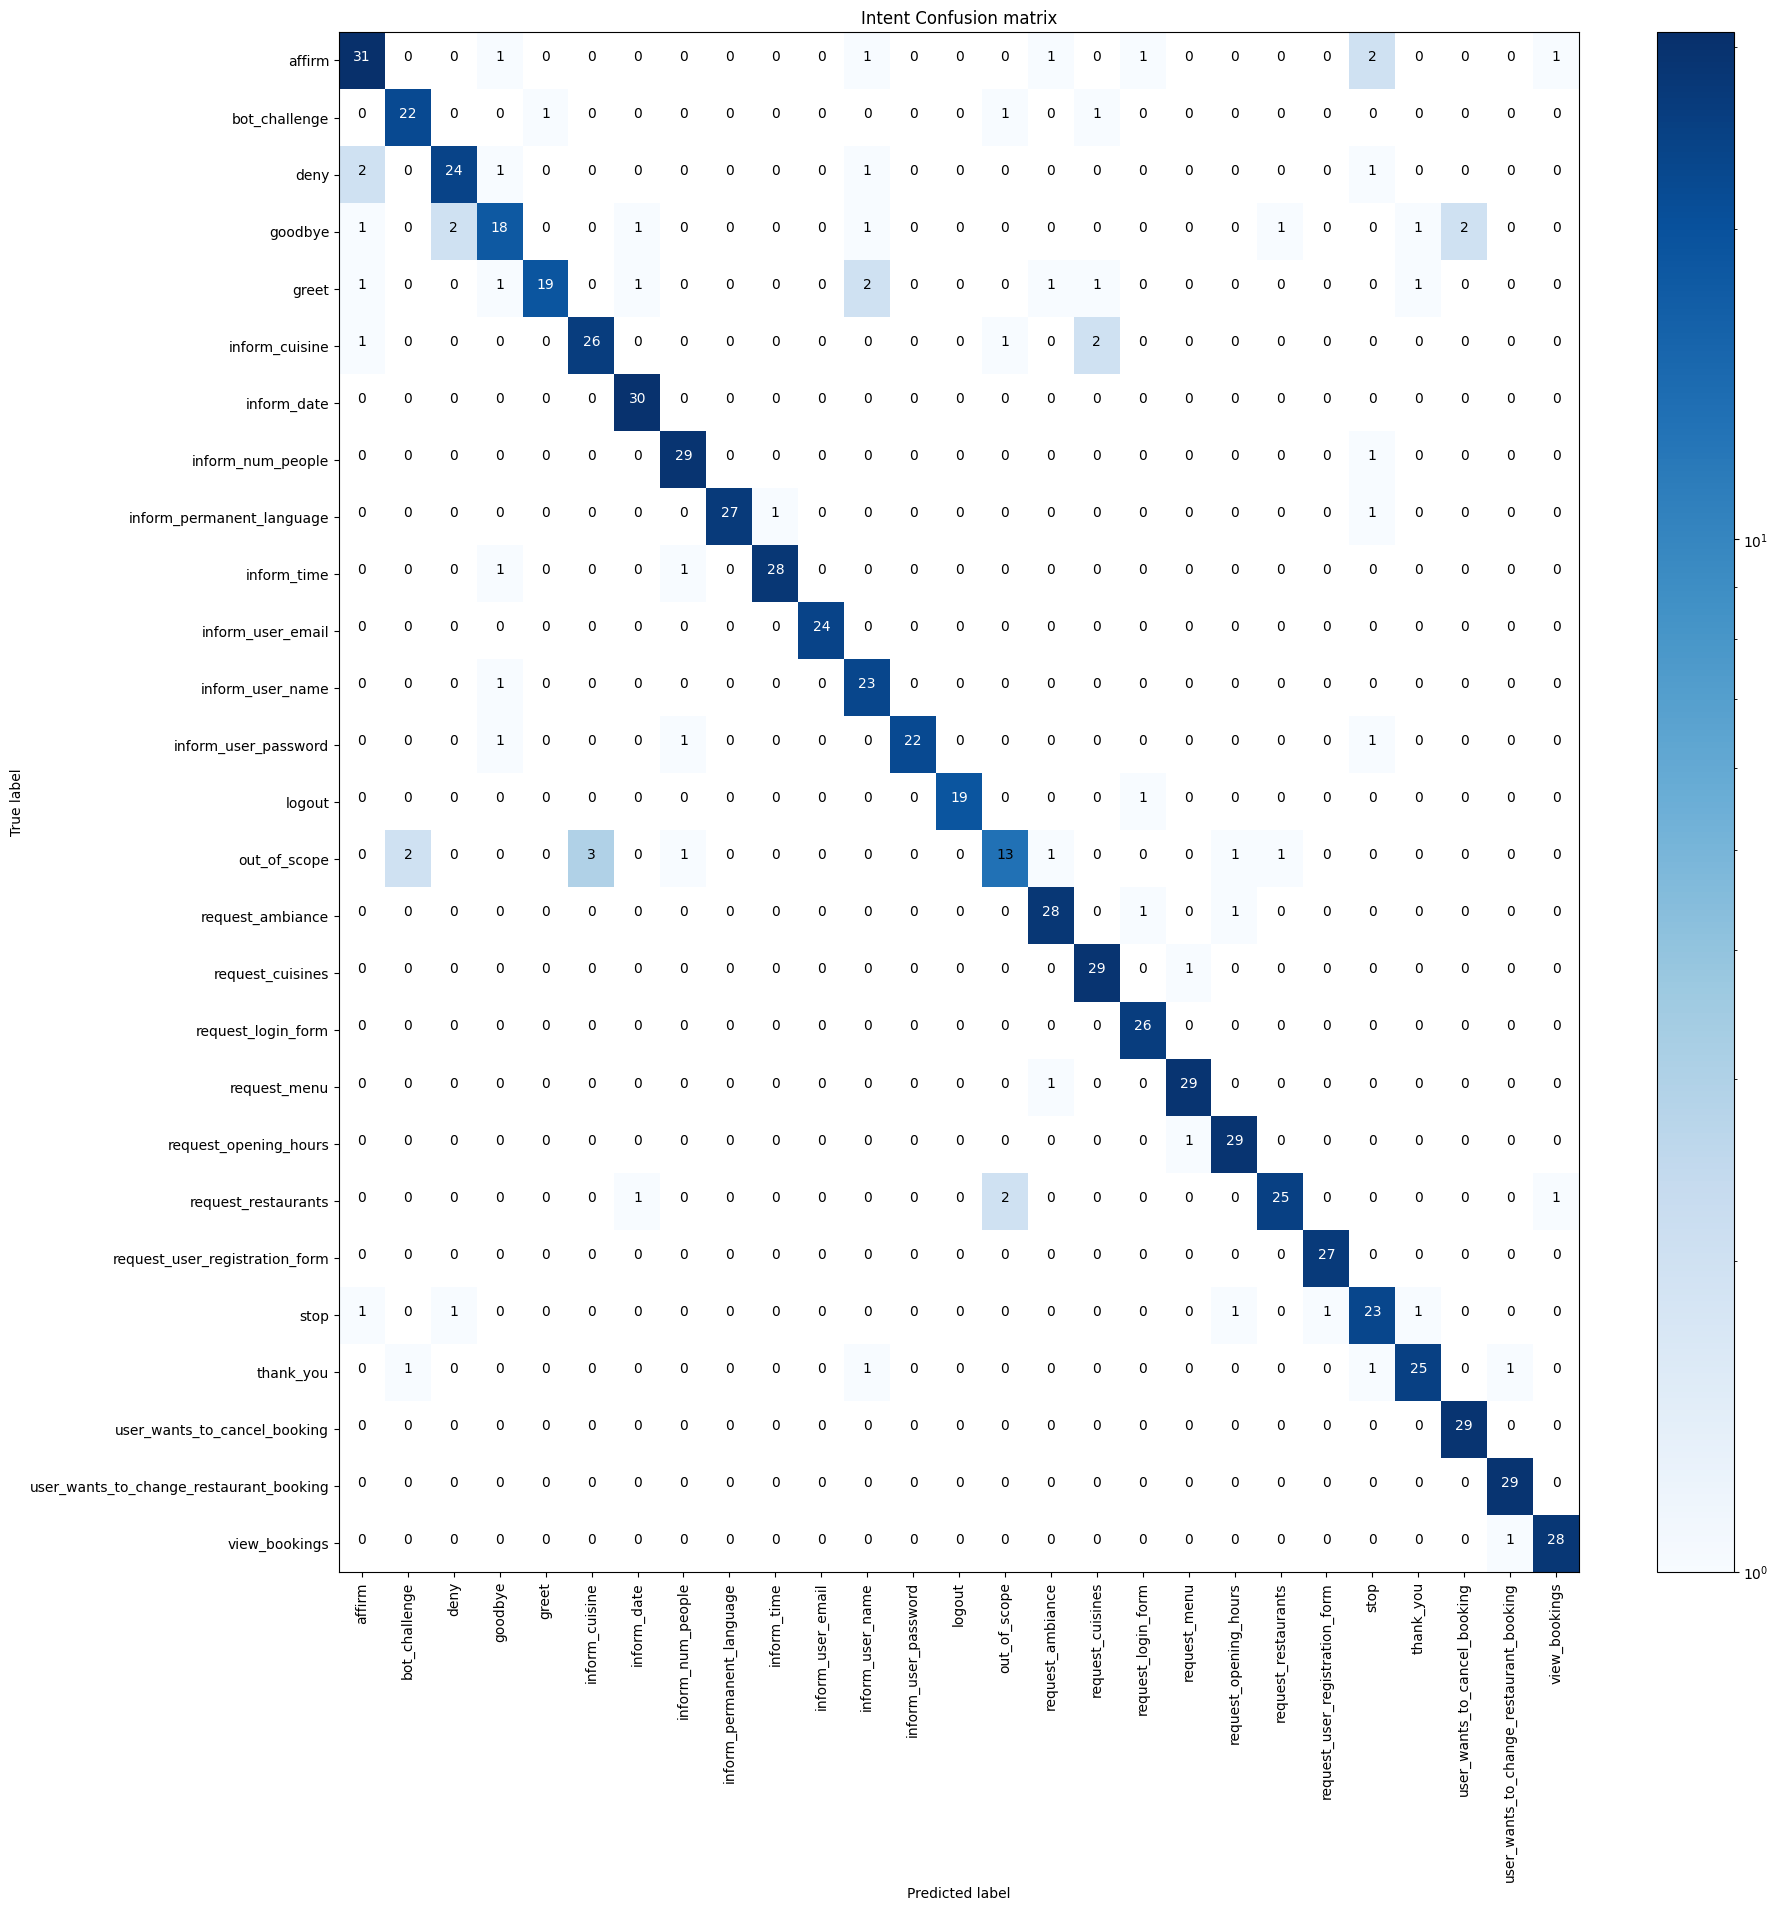 Intent Confusion matrix
affirm 31 0 0 1 0 0 0 0 0 0 0 1 0 0 0 1 0 1 0 0 0 0 2 0 0 0 1
bot_challenge 0 22 0 0 1 0 0 0 0 0 0 0 0 0 1 0 1 0 0 0 0 0 0 0 0 0 0
deny 2 0 24 1 0 0 0 0 0 0 0 1 0 0 0 0 0 0 0 0 0 0 1 0 0 0 0
goodbye 1 0 2 18 0 0 1 0 0 0 0 1 0 0 0 0 0 0 0 0 1 0 0 1 2 0 0
greet 1 0 0 1 19 0 1 0 0 0 0 2 0 0 0 1 1 0 0 0 0 0 0 1 0 0 0
inform_cuisine 1 0 0 0 0 26 0 0 0 0 0 0 0 0 1 0 2 0 0 0 0 0 0 0 0 0 0
inform_date 0 0 0 0 0 0 30 0 0 0 0 0 0 0 0 0 0 0 0 0 0 0 0 0 0 0 0
inform_num_people 0 0 0 0 0 0 0 29 0 0 0 0 0 0 0 0 0 0 0 0 0 0 1 0 0 0 0
inform_permanent_language 0 0 0 0 0 0 0 0 27 1 0 0 0 0 0 0 0 0 0 0 0 0 1 0 0 0 0
inform_time 0 0 0 1 0 0 0 1 0 28 0 0 0 0 0 0 0 0 0 0 0 0 0 0 0 0 0
inform_user_email 0 0 0 0 0 0 0 0 0 0 24 0 0 0 0 0 0 0 0 0 0 0 0 0 0 0 0
inform_user_name 0 0 0 1 0 0 0 0 0 0 0 23 0 0 0 0 0 0 0 0 0 0 0 0 0 0 0
inform_user_password 0 0 0 1 0 0 0 1 0 0 0 0 22 0 0 0 0 0 0 0 0 0 1 0 0 0 0
logout 0 0 0 0 0 0 0 0 0 0 0 0 0 19 0 0 0 1 0 0 0 0 0 0 0 0 0
out_of_scope 0 2 0 0 0 3 0 1 0 0 0 0 0 0 13 1 0 0 0 1 1 0 0 0 0 0 0
request_ambiance 0 0 0 0 0 0 0 0 0 0 0 0 0 0 0 28 0 1 0 1 0 0 0 0 0 0 0
request_cuisines 0 0 0 0 0 0 0 0 0 0 0 0 0 0 0 0 29 0 1 0 0 0 0 0 0 0 0
request_login_form 0 0 0 0 0 0 0 0 0 0 0 0 0 0 0 0 0 26 0 0 0 0 0 0 0 0 0
request_menu 0 0 0 0 0 0 0 0 0 0 0 0 0 0 0 1 0 0 29 0 0 0 0 0 0 0 0
request_opening_hours 0 0 0 0 0 0 0 0 0 0 0 0 0 0 0 0 0 0 1 29 0 0 0 0 0 0 0
request_restaurants 0 0 0 0 0 0 1 0 0 0 0 0 0 0 2 0 0 0 0 0 25 0 0 0 0 0 1
request_user_registration_form 0 0 0 0 0 0 0 0 0 0 0 0 0 0 0 0 0 0 0 0 0 27 0 0 0 0 0
stop 1 0 1 0 0 0 0 0 0 0 0 0 0 0 0 0 0 0 0 1 0 1 23 1 0 0 0
thank_you 0 1 0 0 0 0 0 0 0 0 0 1 0 0 0 0 0 0 0 0 0 0 1 25 0 1 0
user_wants_to_cancel_booking 0 0 0 0 0 0 0 0 0 0 0 0 0 0 0 0 0 0 0 0 0 0 0 0 29 0 0
user_wants_to_change_restaurant_booking 0 0 0 0 0 0 0 0 0 0 0 0 0 0 0 0 0 0 0 0 0 0 0 0 0 29 0
view_bookings 0 0 0 0 0 0 0 0 0 0 0 0 0 0 0 0 0 0 0 0 0 0 0 0 0 1 28
True label
affirm
bot_challenge
deny
goodbye
greet
inform_cuisine
inform_date
inform_num_people
inform_permanent_language
inform_time
inform_user_email
inform_user_name
inform_user_password
logout
out_of_scope
request_ambiance
request_cuisines
request_login_form
request_menu
request_opening_hours
request_restaurants
request_user_registration_form
stop
thank_you
user_wants_to_cancel_booking
user_wants_to_change_restaurant_booking
view_bookings
Predicted label
10¹
10⁰